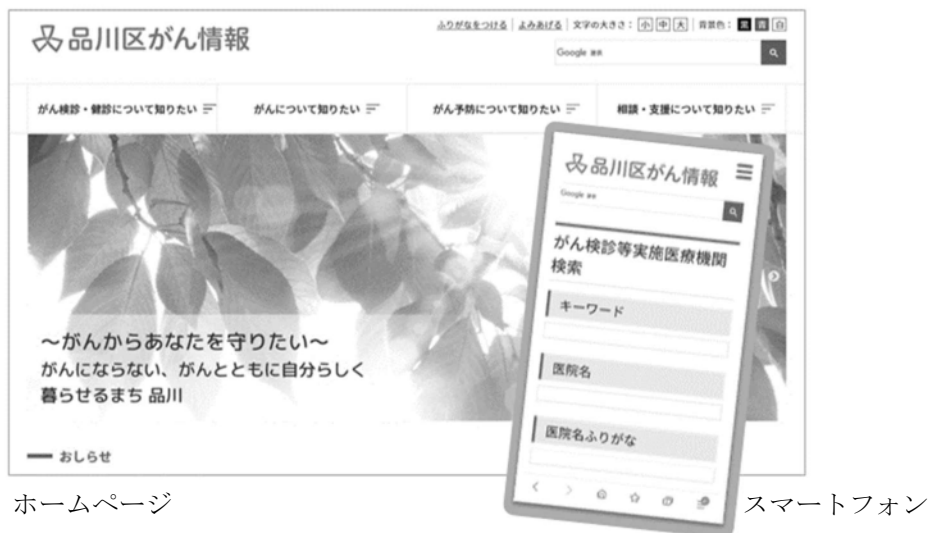 品川区がん情報
ふりがなをつける よみあげる 文字の大きさ： 小 中 大 背景色： 黒 青 白
Google 検索
がん検診・健診について知りたい がんについて知りたい がん予防について知りたい 相談・支援について知りたい
～がんからあなたを守りたい～
がんにならない、がんとともに自分らしく
暮らせるまち 品川
おしらせ
品川区がん情報
Google 検索
がん検診等実施医療機関
検索
キーワード
医院名
医院名ふりがな
ホームページ
スマートフォン